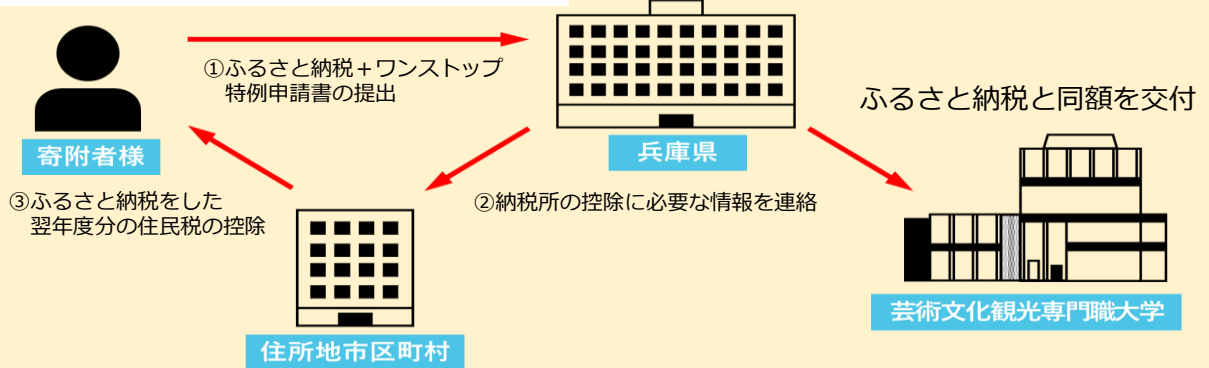 ①ふるさと納税+ワンストップ
特例申請書の提出
ふるさと納税と同額を交付
寄附者様
兵庫県
③ふるさと納税をした
翌年度分の住民税の控除
②納税所の控除に必要な情報を連絡
芸術文化観光専門職大学
住所地市区町村